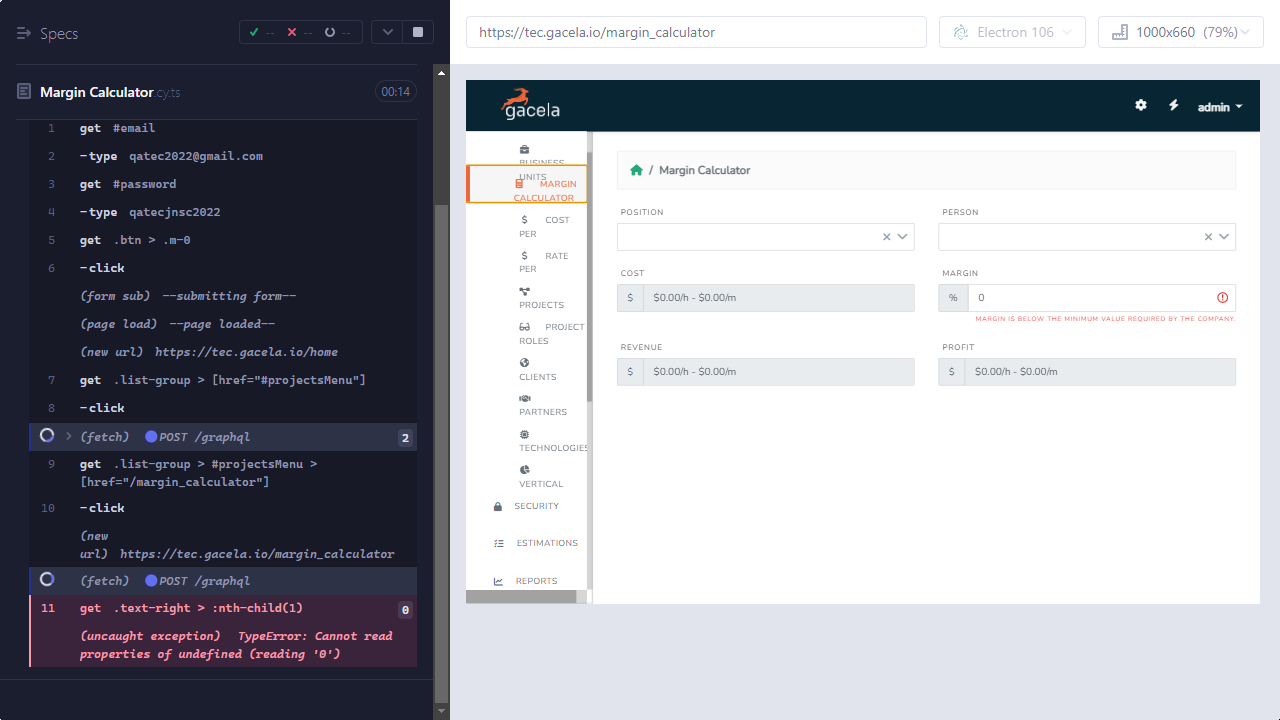 Specs
-- -- --
Margin Calculator.cy.ts
00:14
1 get #email
2 -type qatec2022@gmail.com
3 get #password
4 -type qatecjnsc2022
5 get .btn > .m-0
6 -click
(form sub) --submitting form--
(page load) --page loaded--
(new url) https://tec.gacela.io/home
7 get .list-group > [href="#projectsMenu"]
8 -click
(fetch) POST /graphql 2
9 get .list-group > #projectsMenu >
[href="/margin_calculator"]
10 -click
(new
url) https://tec.gacela.io/margin_calculator
(fetch) POST /graphql
11 get .text-right > :nth-child(1) 0
(uncaught exception) TypeError: Cannot read
properties of undefined (reading '0')
https://tec.gacela.io/margin_calculator
Electron 106
1000x660 (79%)
gacela
admin
BUSINESS
UNITS
MARGIN
CALCULATOR
$ COST
PER
$ RATE
PER
PROJECTS
PROJECT
ROLES
CLIENTS
PARTNERS
TECHNOLOGIES
VERTICAL
SECURITY
ESTIMATIONS
REPORTS
/ Margin Calculator
POSITION
PERSON
COST
$ $0.00/h - $0.00/m
MARGIN
% 0
MARGIN IS BELOW THE MINIMUM VALUE REQUIRED BY THE COMPANY.
REVENUE
$ $0.00/h - $0.00/m
PROFIT
$ $0.00/h - $0.00/m